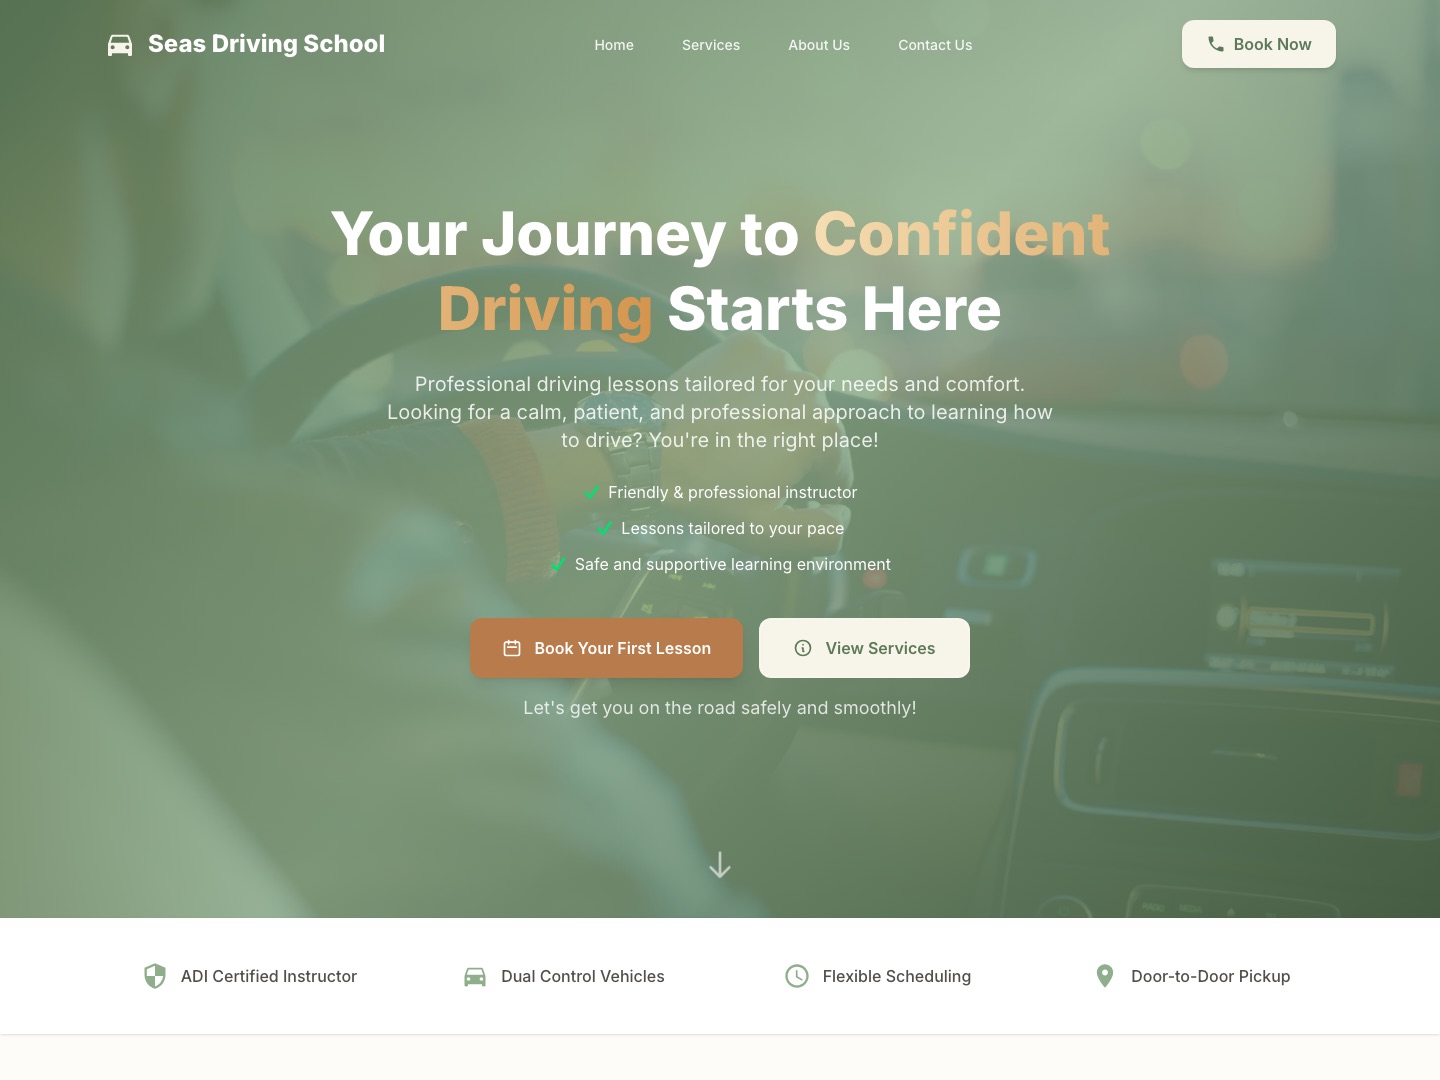 Seas Driving School
Home
Services
About Us
Contact Us
Book Now
Your Journey to Confident
Driving Starts Here
Professional driving lessons tailored for your needs and comfort.
Looking for a calm, patient, and professional approach to learning how
to drive? You're in the right place!
Friendly & professional instructor
Lessons tailored to your pace
Safe and supportive learning environment
Book Your First Lesson
View Services
Let's get you on the road safely and smoothly!
ADI Certified Instructor
Dual Control Vehicles
Flexible Scheduling
Door-to-Door Pickup